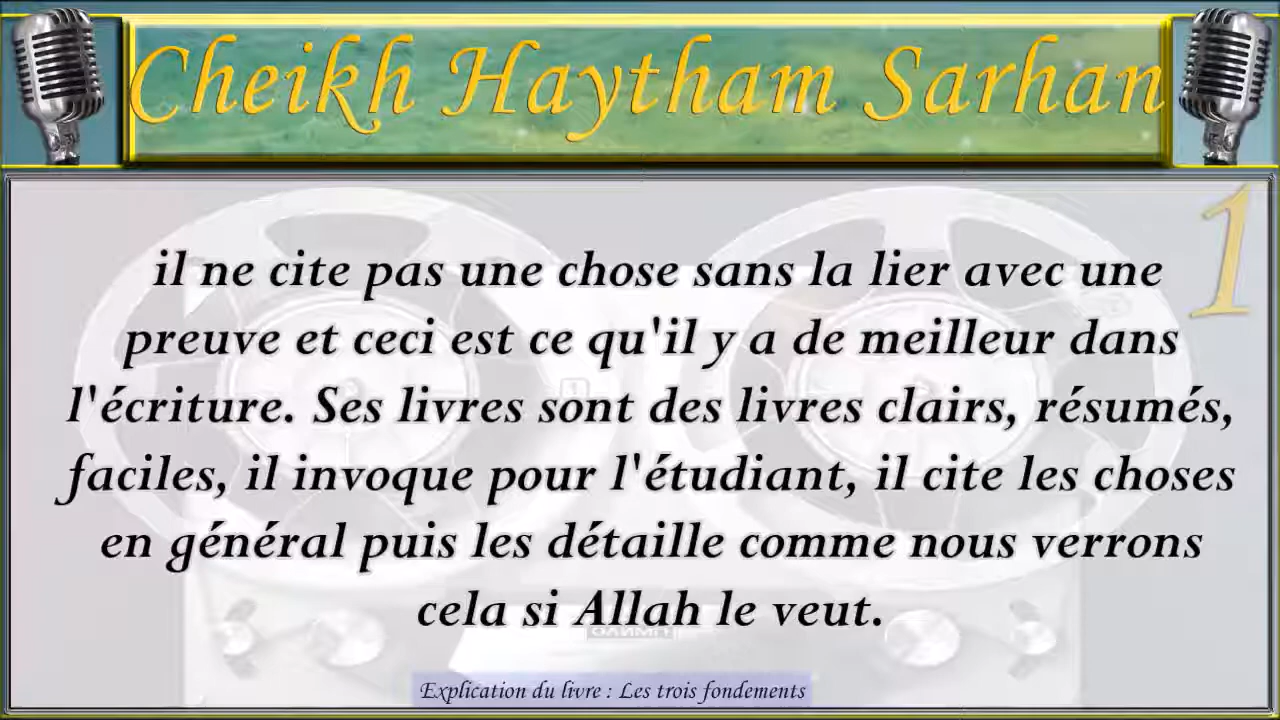 Cheikh Haytham Sarhan
1
il ne cite pas une chose sans la lier avec une
preuve et ceci est ce qu'il y a de meilleur dans
l'écriture. Ses livres sont des livres clairs, résumés,
faciles, il invoque pour l'étudiant, il cite les choses
en général puis les détaille comme nous verrons
cela si Allah le veut.
Explication du livre : Les trois fondements